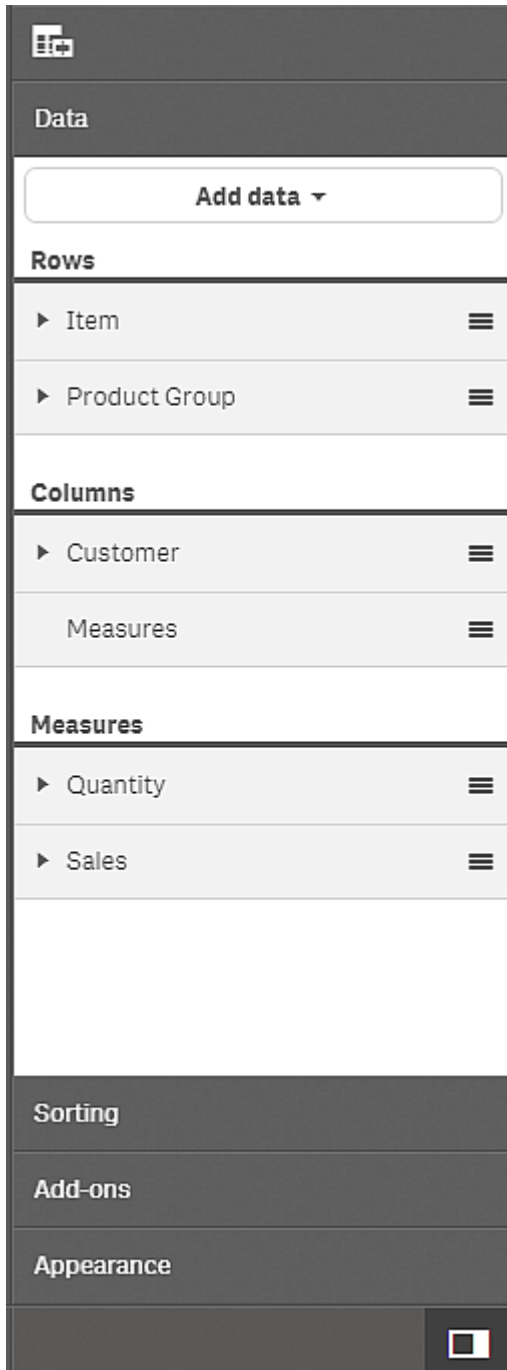 Data
Add data
Rows
Item
Product Group
Columns
Customer
Measures
Measures
Quantity
Sales
Sorting
Add-ons
Appearance